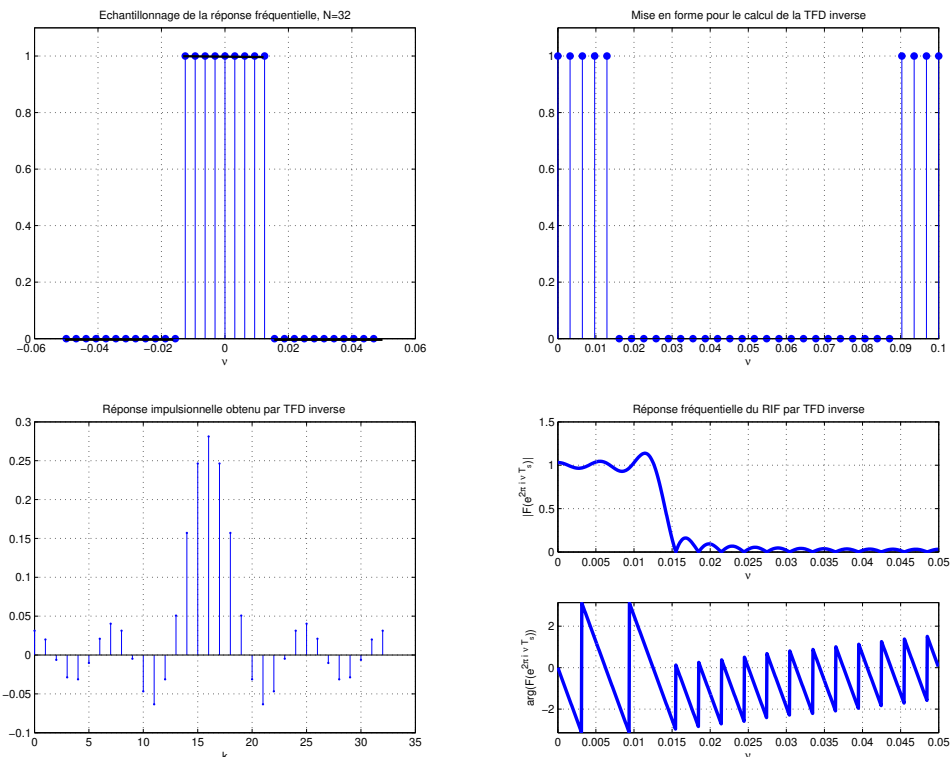 Echantillonnage de la réponse fréquentielle, N=32
1
0.8
0.6
0.4
0.2
0
−0.06 −0.04 −0.02 0 0.02 0.04 0.06
ν
Mise en forme pour le calcul de la TFD inverse
1
0.8
0.6
0.4
0.2
0
0 0.01 0.02 0.03 0.04 0.05 0.06 0.07 0.08 0.09 0.1
ν
Réponse impulsionnelle obtenu par TFD inverse
0.3
0.25
0.2
0.15
0.1
0.05
0
−0.05
−0.1
0 5 10 15 20 25 30 35
k
Réponse fréquentielle du RIF par TFD inverse
|F(e^{2π i ν T_s})|
1.5
1
0.5
0
0 0.005 0.01 0.015 0.02 0.025 0.03 0.035 0.04 0.045 0.05
ν
arg(F(e^{2π i ν T_s}))
2
0
−2
0 0.005 0.01 0.015 0.02 0.025 0.03 0.035 0.04 0.045 0.05
ν